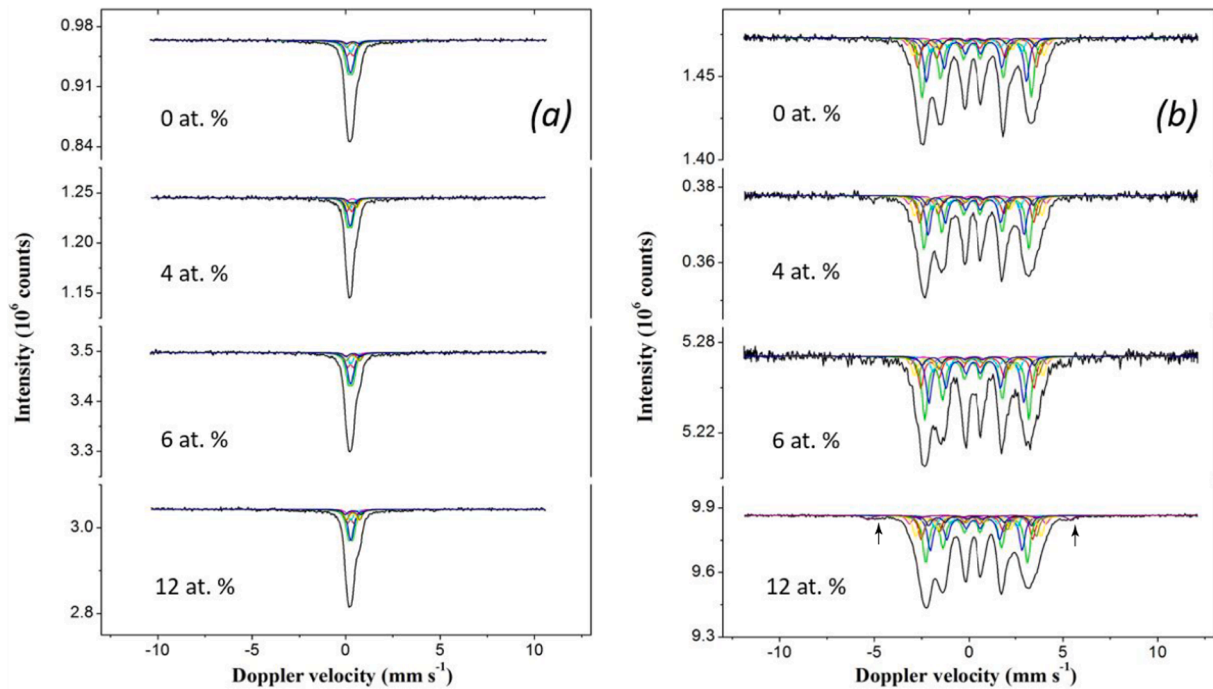 (a)
Intensity (10⁶ counts)
0.98
0.91
0.84
0 at. %
1.25
1.20
1.15
4 at. %
3.5
3.4
3.3
6 at. %
3.0
2.8
12 at. %
-10 -5 0 5 10
Doppler velocity (mm s⁻¹)
(b)
Intensity (10⁶ counts)
1.45
1.40
0 at. %
0.38
0.36
4 at. %
5.28
5.22
6 at. %
9.9
9.6
9.3
12 at. %
-10 -5 0 5 10
Doppler velocity (mm s⁻¹)